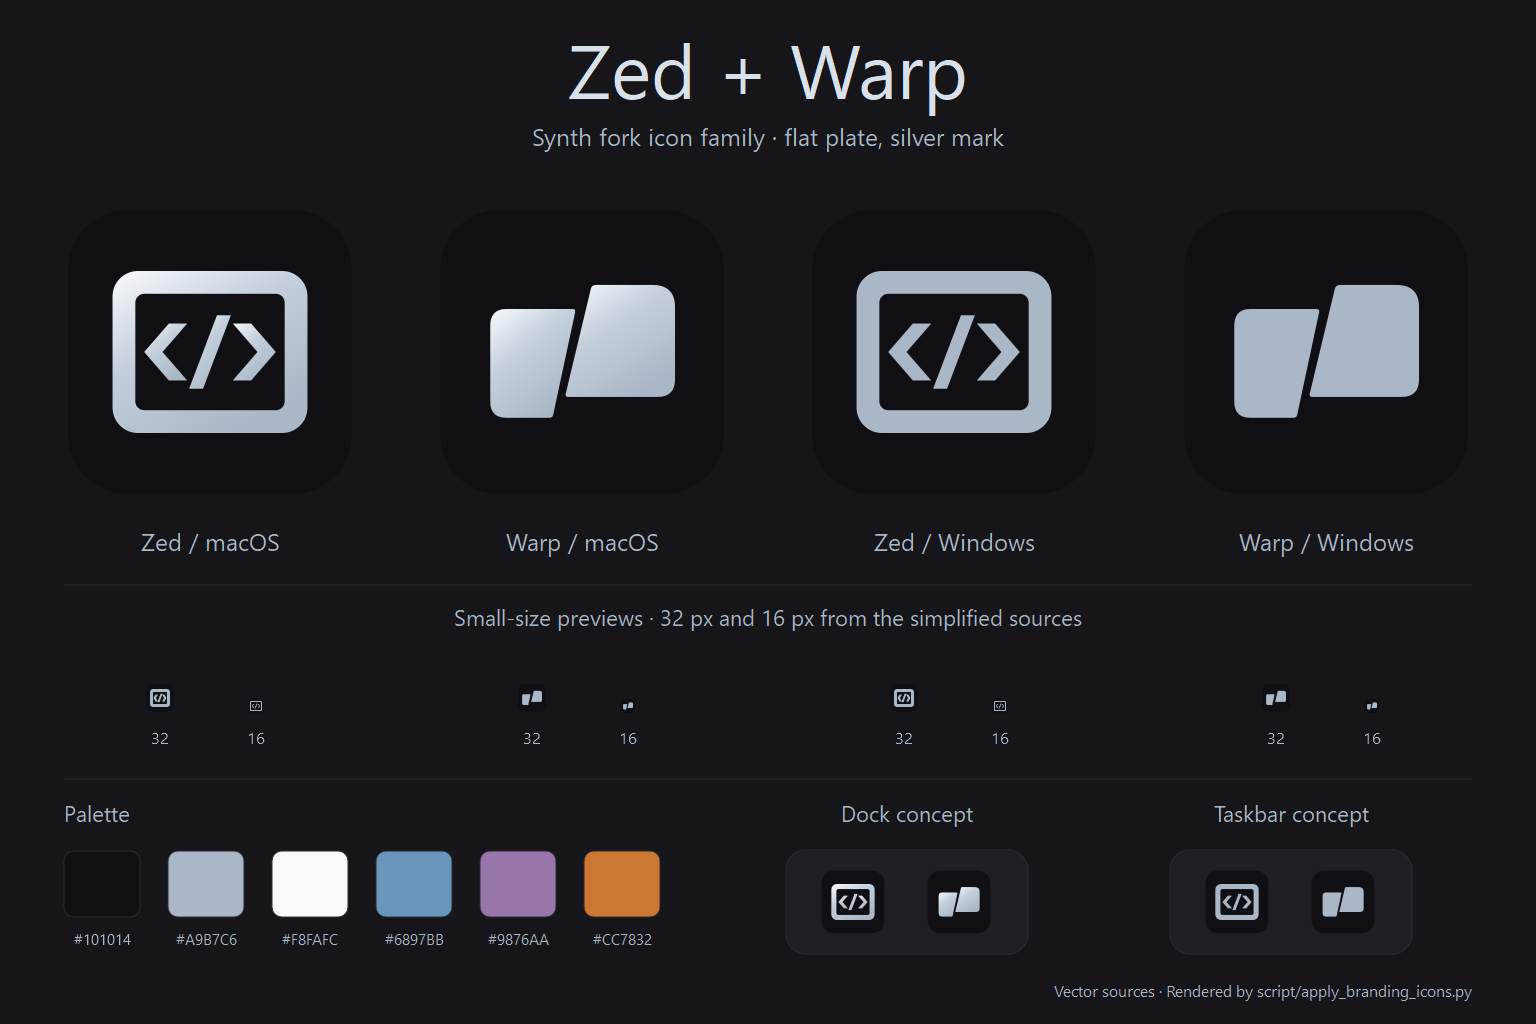 Zed + Warp
Synth fork icon family · flat plate, silver mark
</>
</>
Zed / macOS
Warp / macOS
Zed / Windows
Warp / Windows
Small-size previews · 32 px and 16 px from the simplified sources
</>
</>
</>
</>
32
16
32
16
32
16
32
16
Palette
#101014
#A9B7C6
#F8FAFC
#6897BB
#9876AA
#CC7832
Dock concept
</>
Taskbar concept
</>
Vector sources · Rendered by script/apply_branding_icons.py